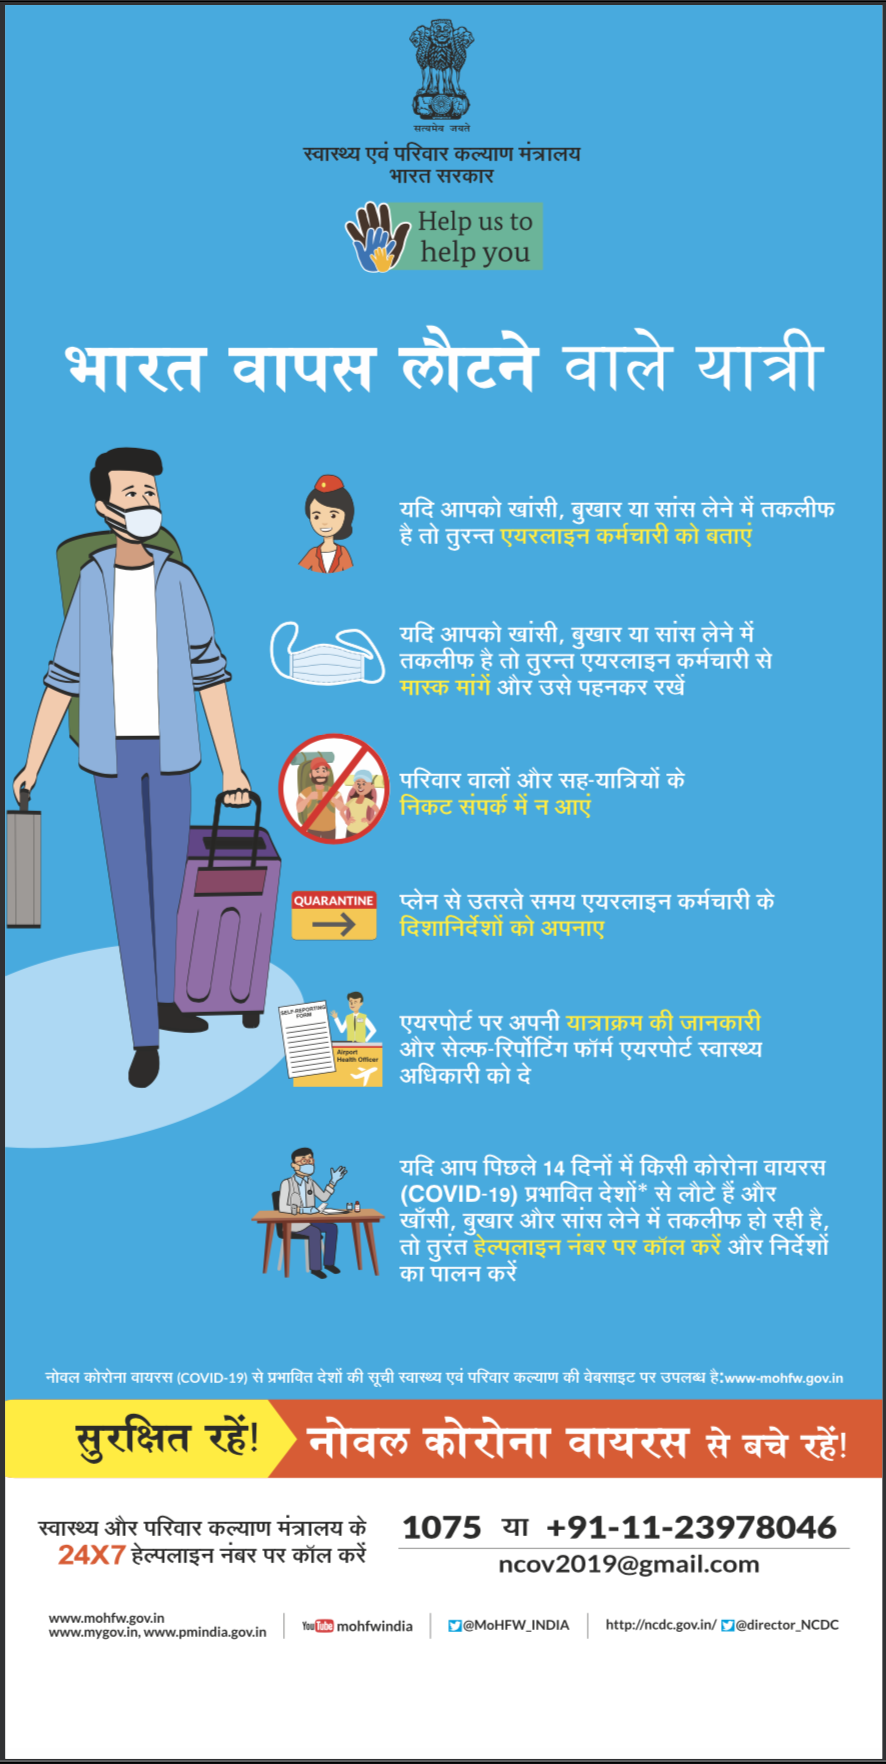 सत्यमेव जयते
स्वास्थ्य एवं परिवार कल्याण मंत्रालय
भारत सरकार
Help us to
help you
भारत वापस लौटने वाले यात्री
यदि आपको खांसी, बुखार या सांस लेने में तकलीफ
है तो तुरन्त एयरलाइन कर्मचारी को बताएं
यदि आपको खांसी, बुखार या सांस लेने में
तकलीफ है तो तुरन्त एयरलाइन कर्मचारी से
मास्क मांगें और उसे पहनकर रखें
परिवार वालों और सह-यात्रियों के
निकट संपर्क में न आएं
QUARANTINE
प्लेन से उतरते समय एयरलाइन कर्मचारी के
दिशानिर्देशों को अपनाए
SELF-REPORTING
FORM
Airport
Health Officer
एयरपोर्ट पर अपनी यात्राक्रम की जानकारी
और सेल्फ-रिर्पोटिंग फॉर्म एयरपोर्ट स्वास्थ्य
अधिकारी को दे
यदि आप पिछले 14 दिनों में किसी कोरोना वायरस
(COVID-19) प्रभावित देशों* से लौटे हैं और
खाँसी, बुखार और सांस लेने में तकलीफ हो रही है,
तो तुरंत हेल्पलाइन नंबर पर कॉल करें और निर्देशों
का पालन करें
नोवल कोरोना वायरस (COVID-19) से प्रभावित देशों की सूची स्वास्थ्य एवं परिवार कल्याण की वेबसाइट पर उपलब्ध है:www-mohfw.gov.in
सुरक्षित रहें!
नोवल कोरोना वायरस से बचे रहें!
स्वास्थ्य और परिवार कल्याण मंत्रालय के
24X7 हेल्पलाइन नंबर पर कॉल करें
1075 या +91-11-23978046
ncov2019@gmail.com
www.mohfw.gov.in
www.mygov.in, www.pmindia.gov.in
YouTube mohfwindia
@MoHFW_INDIA
http://ncdc.gov.in/ @director_NCDC